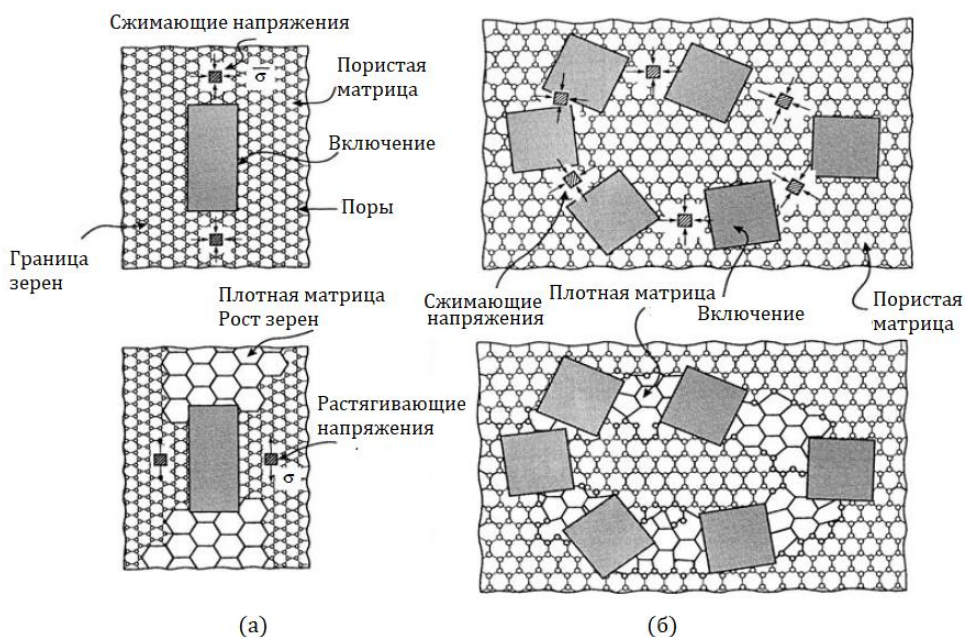 Сжимающие напряжения
σ
Пористая
матрица
Включение
Поры
Граница
зерен
Плотная матрица
Рост зерен
Растягивающие
напряжения
σ
(а)
Сжимающие
напряжения
Плотная матрица
Включение
Пористая
матрица
(б)